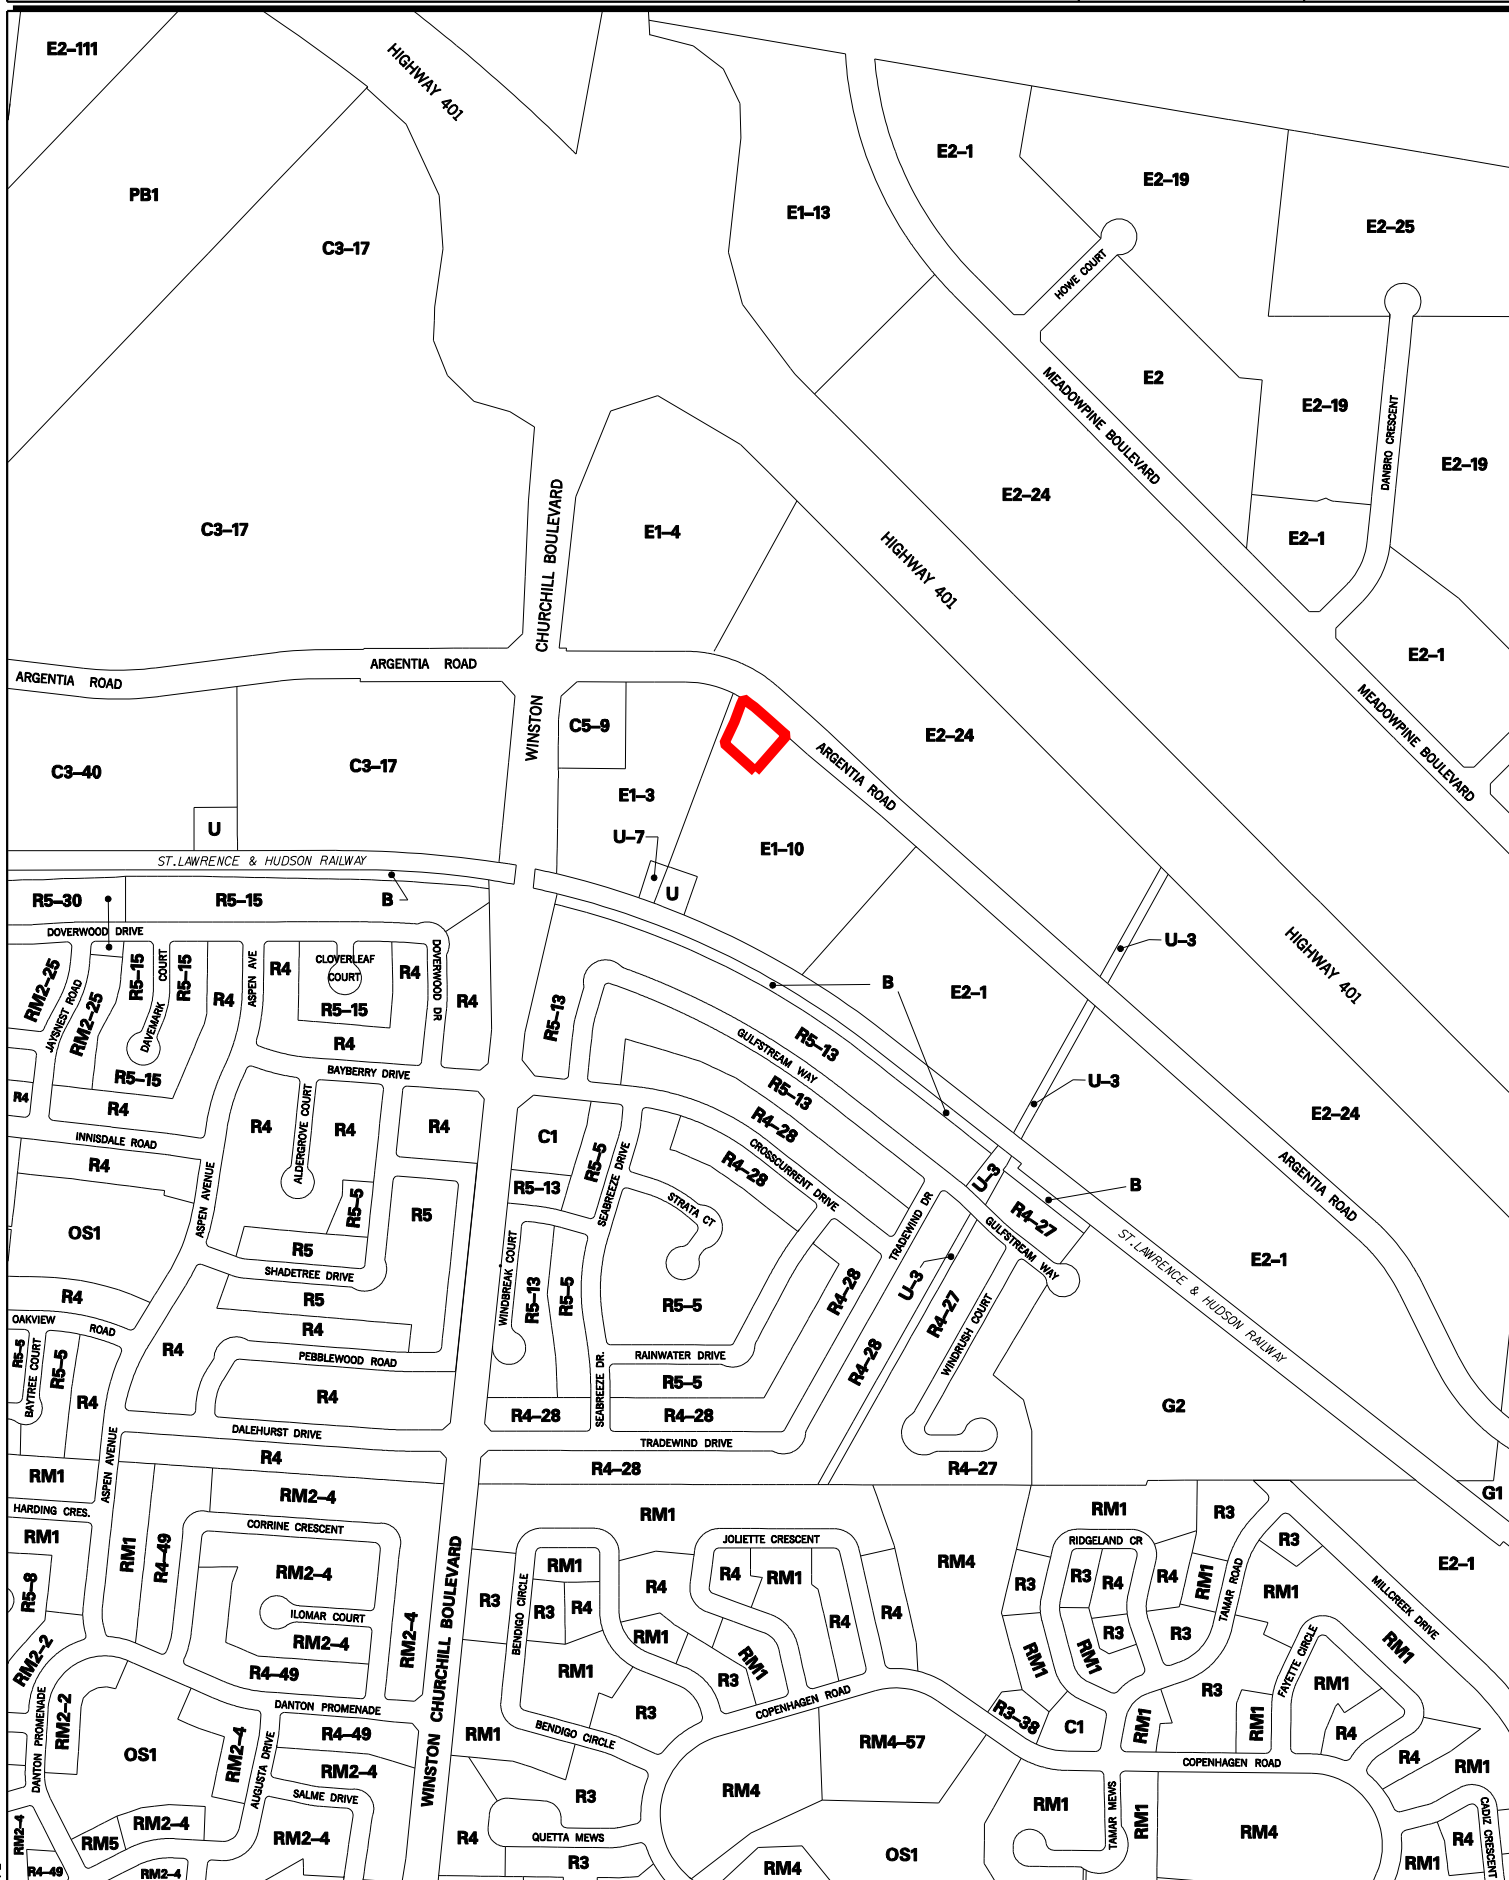 E2–111
HIGHWAY 401
PB1
C3–17
E1–13
E2–1
E2–19
E2–25
HOWE COURT
E2
MEADOWPINE BOULEVARD
E2–19
DANBRO CRESCENT
E2–19
E2–24
E2–1
C3–17
CHURCHILL BOULEVARD
E1–4
HIGHWAY 401
E2–1
ARGENTIA ROAD
ARGENTIA ROAD
WINSTON
C5–9
E2–24
MEADOWPINE BOULEVARD
C3–40
C3–17
ARGENTIA ROAD
E1–3
U
U–7
E1–10
ST.LAWRENCE & HUDSON RAILWAY
R5–30
R5–15
B
U
DOVERWOOD DRIVE
U–3
HIGHWAY 401
RM2–25
JAYSNEST ROAD
RM2–25
R5–15
DAVEMARK COURT
R5–15
R4
ASPEN AVE
R4
CLOVERLEAF
COURT
R4
DOVERWOOD DR
R4
R5–15
R4
R5–15
BAYBERRY DRIVE
B
E2–1
R5–13
R5–13
GULFSTREAM WAY
R5–13
U–3
R4
R4
INNISDALE ROAD
R4
R4
ALDERGROVE COURT
R4
R4
C1
R5–5
SEABREEZE DRIVE
R5–13
R4–28
CROSSCURRENT DRIVE
R4–28
E2–24
ARGENTIA ROAD
U–3
B
R4–27
OS1
ASPEN AVENUE
R5–5
R5
R5
SHADETREE DRIVE
R5
R4
PEBBLEWOOD ROAD
R4
STRATA CT
TRADEWIND DR
GULFSTREAM WAY
ST.LAWRENCE & HUDSON RAILWAY
E2–1
R4
OAKVIEW ROAD
R4
WINDBREAK COURT
R5–13
R5–5
R5–5
R4–28
U–3
R4–27
WINDRUSH COURT
R5–5
BAYTREE COURT
R5–5
R4
RAINWATER DRIVE
R5–5
R4–28
SEABREEZE DR.
R4–28
R4–28
G2
ASPEN AVENUE
DALEHURST DRIVE
R4
TRADEWIND DRIVE
R4–28
R4–27
RM1
G1
HARDING CRES.
RM1
RM1
R4–49
RM2–4
CORRINE CRESCENT
RM2–4
ILOMAR COURT
RM2–4
RM2–4
R4–49
WINSTON CHURCHILL BOULEVARD
RM1
JOLIETTE CRESCENT
RM4
RM1
R3
RIDGELAND CR
R3
E2–1
R5–8
R3
BENDIGO CIRCLE
RM1
R3
R4
R4
RM1
R4
RM1
R4
R4
R3
R3
R4
R4
RM1
TAMAR ROAD
RM1
MILLCREEK DRIVE
RM2–2
RM1
R3
RM1
RM1
RM1
R3
R3
FAYETTE CIRCLE
RM1
DANTON PROMENADE
RM2–2
DANTON PROMENADE
R4–49
RM2–4
RM1
BENDIGO CIRCLE
R3
COPENHAGEN ROAD
R3–38
C1
RM1
R3
RM1
RM1
R4
OS1
RM2–4
AUGUSTA DRIVE
SALME DRIVE
RM4–57
COPENHAGEN ROAD
R4
RM1
RM2–4
RM5
RM2–4
RM2–4
R3
RM4
RM1
TAMAR MEWS
RM1
RM4
CADIZ CRESCENT
R4
R4–49
RM2–4
R4
QUETTA MEWS
R3
RM4
OS1
RM1